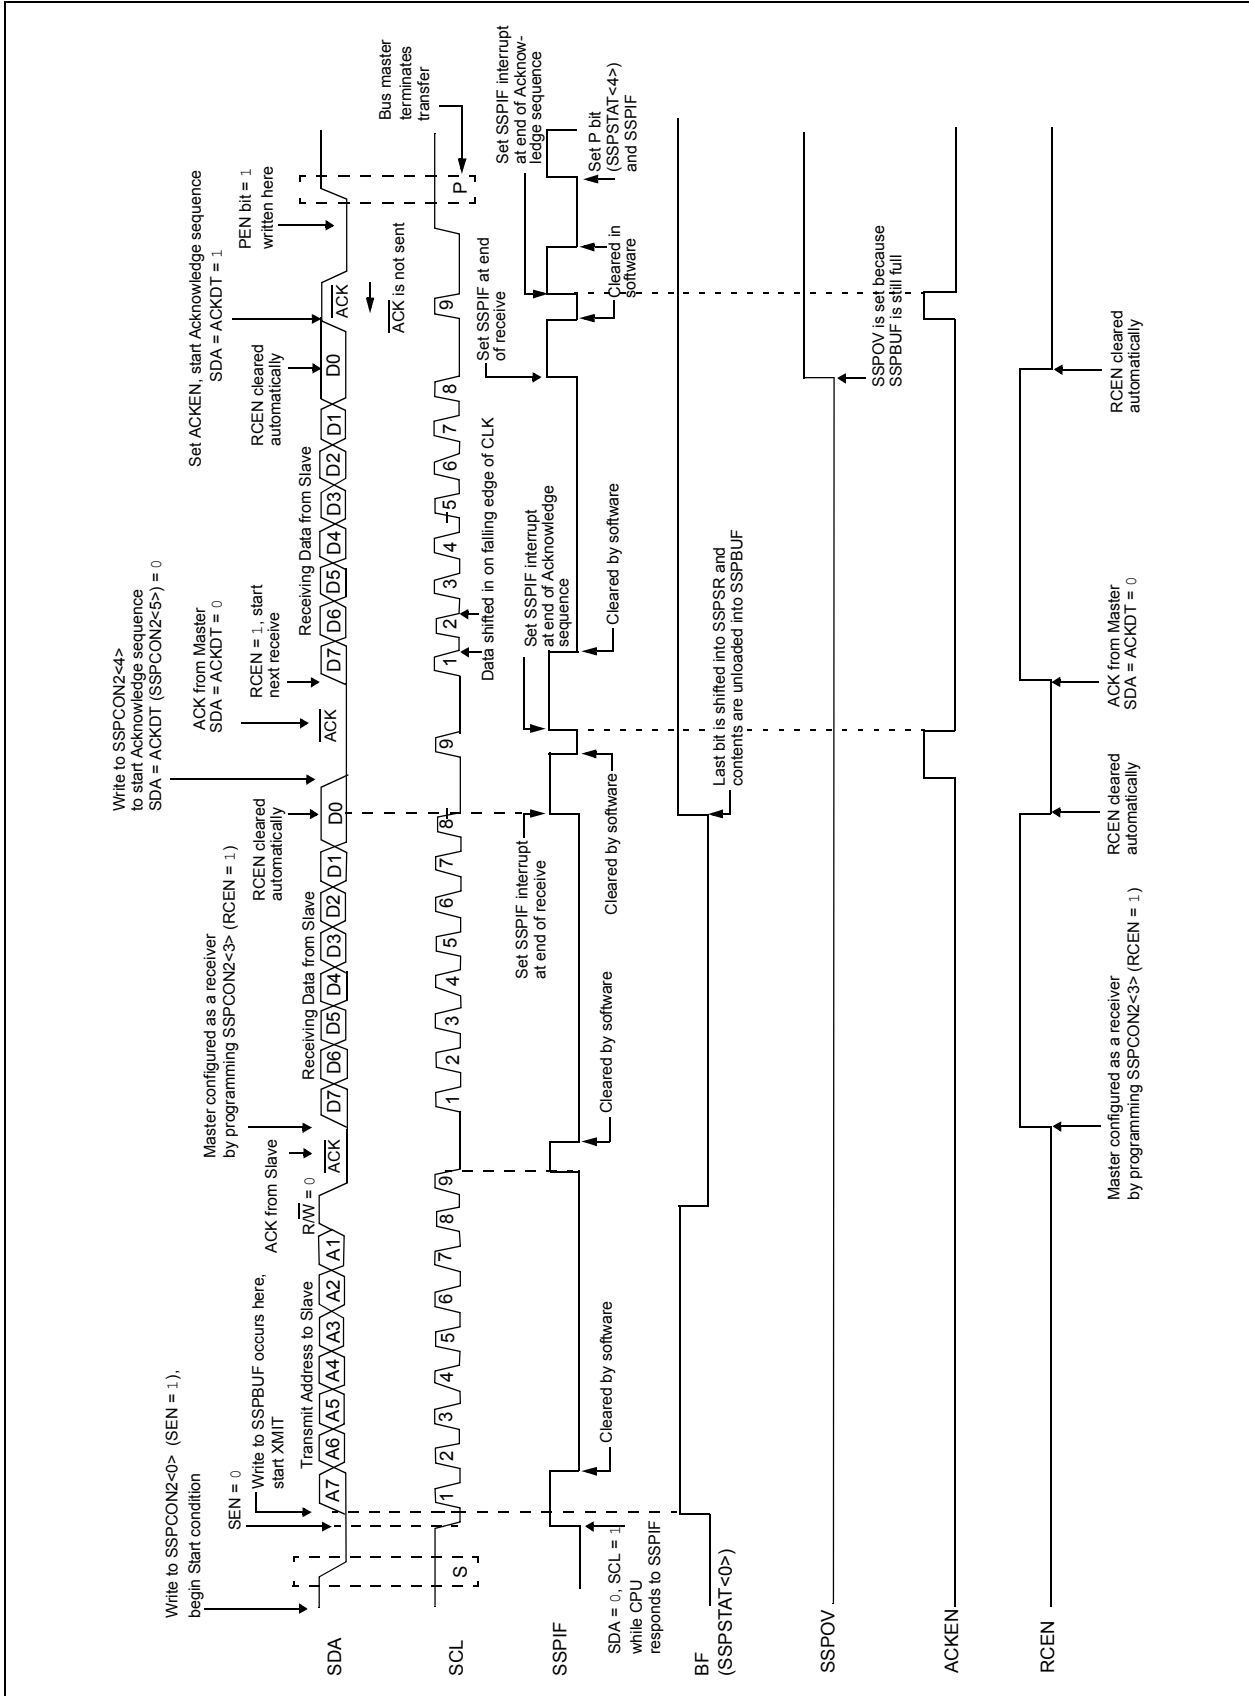 Write to SSPCON2<0> (SEN = 1),
begin Start condition
SEN = 0
Write to SSPBUF occurs here,
start XMIT
Transmit Address to Slave
ACK from Slave
R/W = 0
Master configured as a receiver
by programming SSPCON2<3> (RCEN = 1)
Receiving Data from Slave
RCEN cleared
automatically
Write to SSPCON2<4>
to start Acknowledge sequence
SDA = ACKDT (SSPCON2<5>) = 0
ACK from Master
SDA = ACKDT = 0
RCEN = 1, start
next receive
Receiving Data from Slave
RCEN cleared
automatically
Set ACKEN, start Acknowledge sequence
SDA = ACKDT = 1
PEN bit = 1
written here
SDA
A7 A6 A5 A4 A3 A2 A1
ACK
D7 D6 D5 D4 D3 D2 D1 D0
ACK
D7 D6 D5 D4 D3 D2 D1 D0
ACK
ACK is not sent
Bus master
terminates
transfer
SCL
S
1 2 3 4 5 6 7 8 9
1 2 3 4 5 6 7 8 9
1 2 3 4 5 6 7 8 9
P
Data shifted in on falling edge of CLK
Set SSPIF interrupt
at end of receive
Set SSPIF interrupt
at end of Acknowledge
sequence
Set SSPIF at end
of receive
Set SSPIF interrupt
at end of Acknow-
ledge sequence
SSPIF
SDA = 0, SCL = 1
while CPU
responds to SSPIF
Cleared by software
Cleared by software
Cleared by software
Cleared by software
Cleared in
software
Set P bit
(SSPSTAT<4>)
and SSPIF
BF
(SSPSTAT<0>)
Last bit is shifted into SSPSR and
contents are unloaded into SSPBUF
SSPOV
SSPOV is set because
SSPBUF is still full
ACKEN
RCEN
Master configured as a receiver
by programming SSPCON2<3> (RCEN = 1)
RCEN cleared
automatically
ACK from Master
SDA = ACKDT = 0
RCEN cleared
automatically